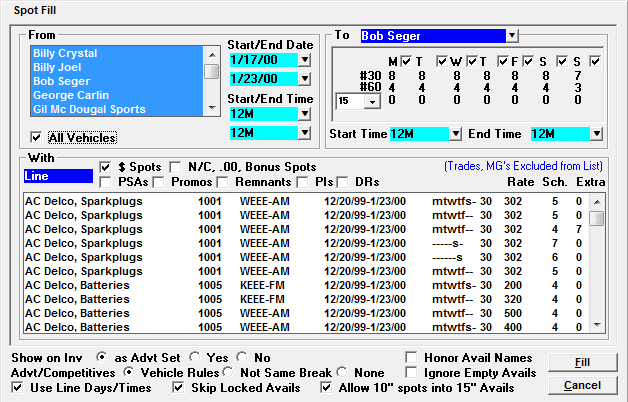 Spot Fill
From
Billy Crystal
Billy Joel
Bob Seger
George Carlin
Gil Mc Dougal Sports
All Vehicles
Start/End Date
1/17/00
1/23/00
Start/End Time
12M
12M
To Bob Seger
M T W T F S S
#30 8 8 8 8 8 8 7
#60 4 4 4 4 4 4 3
15 0 0 0 0 0 0 0
Start Time 12M End Time 12M
With
Line
$ Spots N/C, .00, Bonus Spots (Trades, MG's Excluded from List)
PSAs Promos Remnants PIs DRs Rate Sch. Extra
AC Delco, Sparkplugs 1001 WEEE-AM 12/20/99-1/23/00 mtwtfs- 30 302 5 0
AC Delco, Sparkplugs 1001 WEEE-AM 12/20/99-1/23/00 mtwtfs- 30 302 5 0
AC Delco, Sparkplugs 1001 WEEE-AM 12/20/99-1/23/00 mtwtf-- 30 302 4 7
AC Delco, Sparkplugs 1001 WEEE-AM 12/20/99-1/23/00 -----s- 30 302 7 0
AC Delco, Sparkplugs 1001 WEEE-AM 12/20/99-1/23/00 ------s 30 302 6 0
AC Delco, Sparkplugs 1001 WEEE-AM 12/20/99-1/23/00 mtwtf-- 30 302 5 0
AC Delco, Batteries 1005 KEEE-FM 12/20/99-1/23/00 mtwtfs- 30 200 4 0
AC Delco, Batteries 1005 KEEE-FM 12/20/99-1/23/00 mtwtf-- 30 320 4 0
AC Delco, Batteries 1005 WEEE-AM 12/20/99-1/23/00 mtwtf-- 30 500 4 0
AC Delco, Batteries 1005 WEEE-AM 12/20/99-1/23/00 mtwtf-- 30 400 4 0
Show on Inv as Advt Set Yes No Honor Avail Names
Advt/Competitives Vehicle Rules Not Same Break None Ignore Empty Avails
Use Line Days/Times Skip Locked Avails Allow 10" spots into 15" Avails
Fill
Cancel